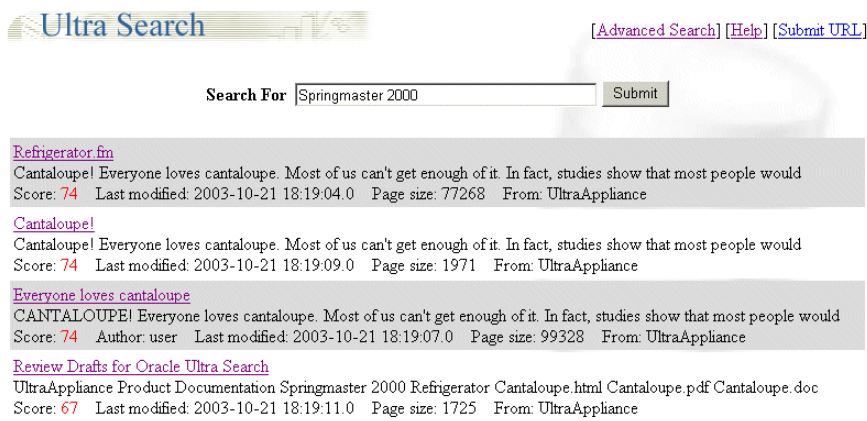 Ultra Search
[Advanced Search] [Help] [Submit URL]
Search For Springmaster 2000 Submit
Refrigerator.fm
Cantaloupe! Everyone loves cantaloupe. Most of us can't get enough of it. In fact, studies show that most people would
Score: 74 Last modified: 2003-10-21 18:19:04.0 Page size: 77268 From: UltraAppliance
Cantaloupe!
Cantaloupe! Everyone loves cantaloupe. Most of us can't get enough of it. In fact, studies show that most people would
Score: 74 Last modified: 2003-10-21 18:19:09.0 Page size: 1971 From: UltraAppliance
Everyone loves cantaloupe
CANTALOUPE! Everyone loves cantaloupe. Most of us can't get enough of it. In fact, studies show that most people would
Score: 74 Author: user Last modified: 2003-10-21 18:19:07.0 Page size: 99328 From: UltraAppliance
Review Drafts for Oracle Ultra Search
UltraAppliance Product Documentation Springmaster 2000 Refrigerator Cantaloupe.html Cantaloupe.pdf Cantaloupe.doc
Score: 67 Last modified: 2003-10-21 18:19:11.0 Page size: 1725 From: UltraAppliance